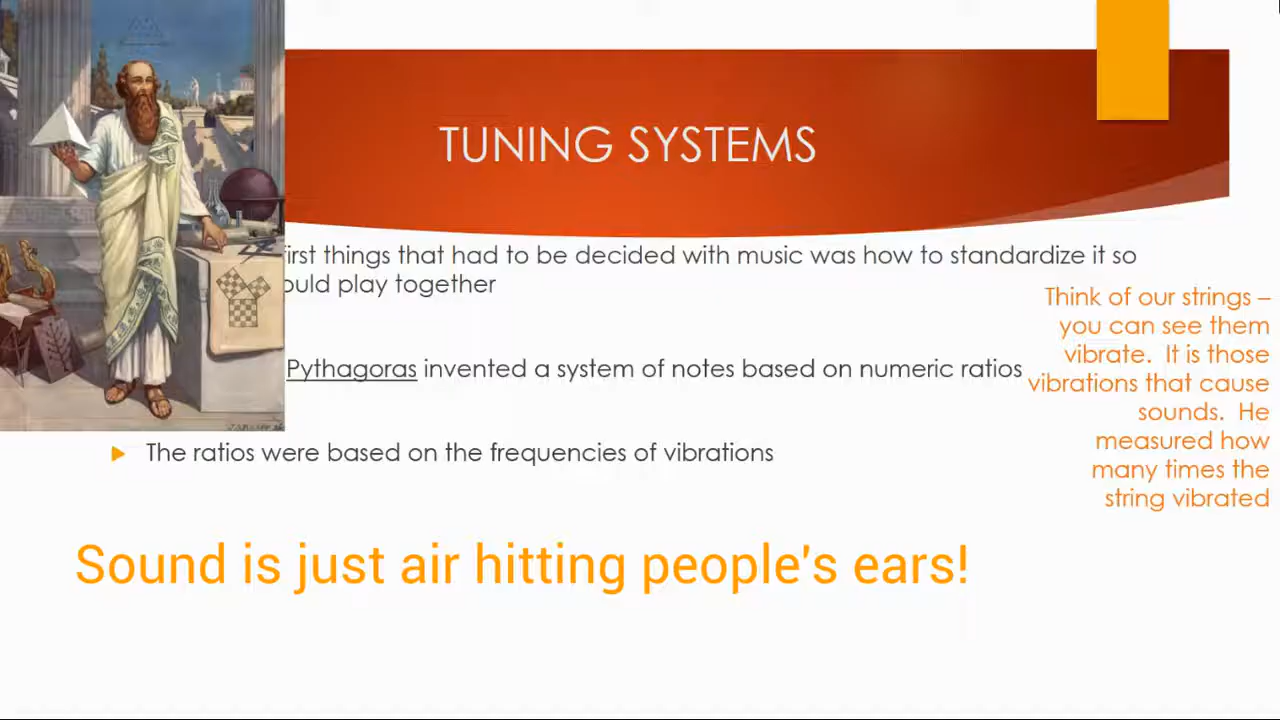 TUNING SYSTEMS
first things that had to be decided with music was how to standardize it so
ould play together
Pythagoras invented a system of notes based on numeric ratios
The ratios were based on the frequencies of vibrations
Think of our strings –
you can see them
vibrate. It is those
vibrations that cause
sounds. He
measured how
many times the
string vibrated
Sound is just air hitting people's ears!